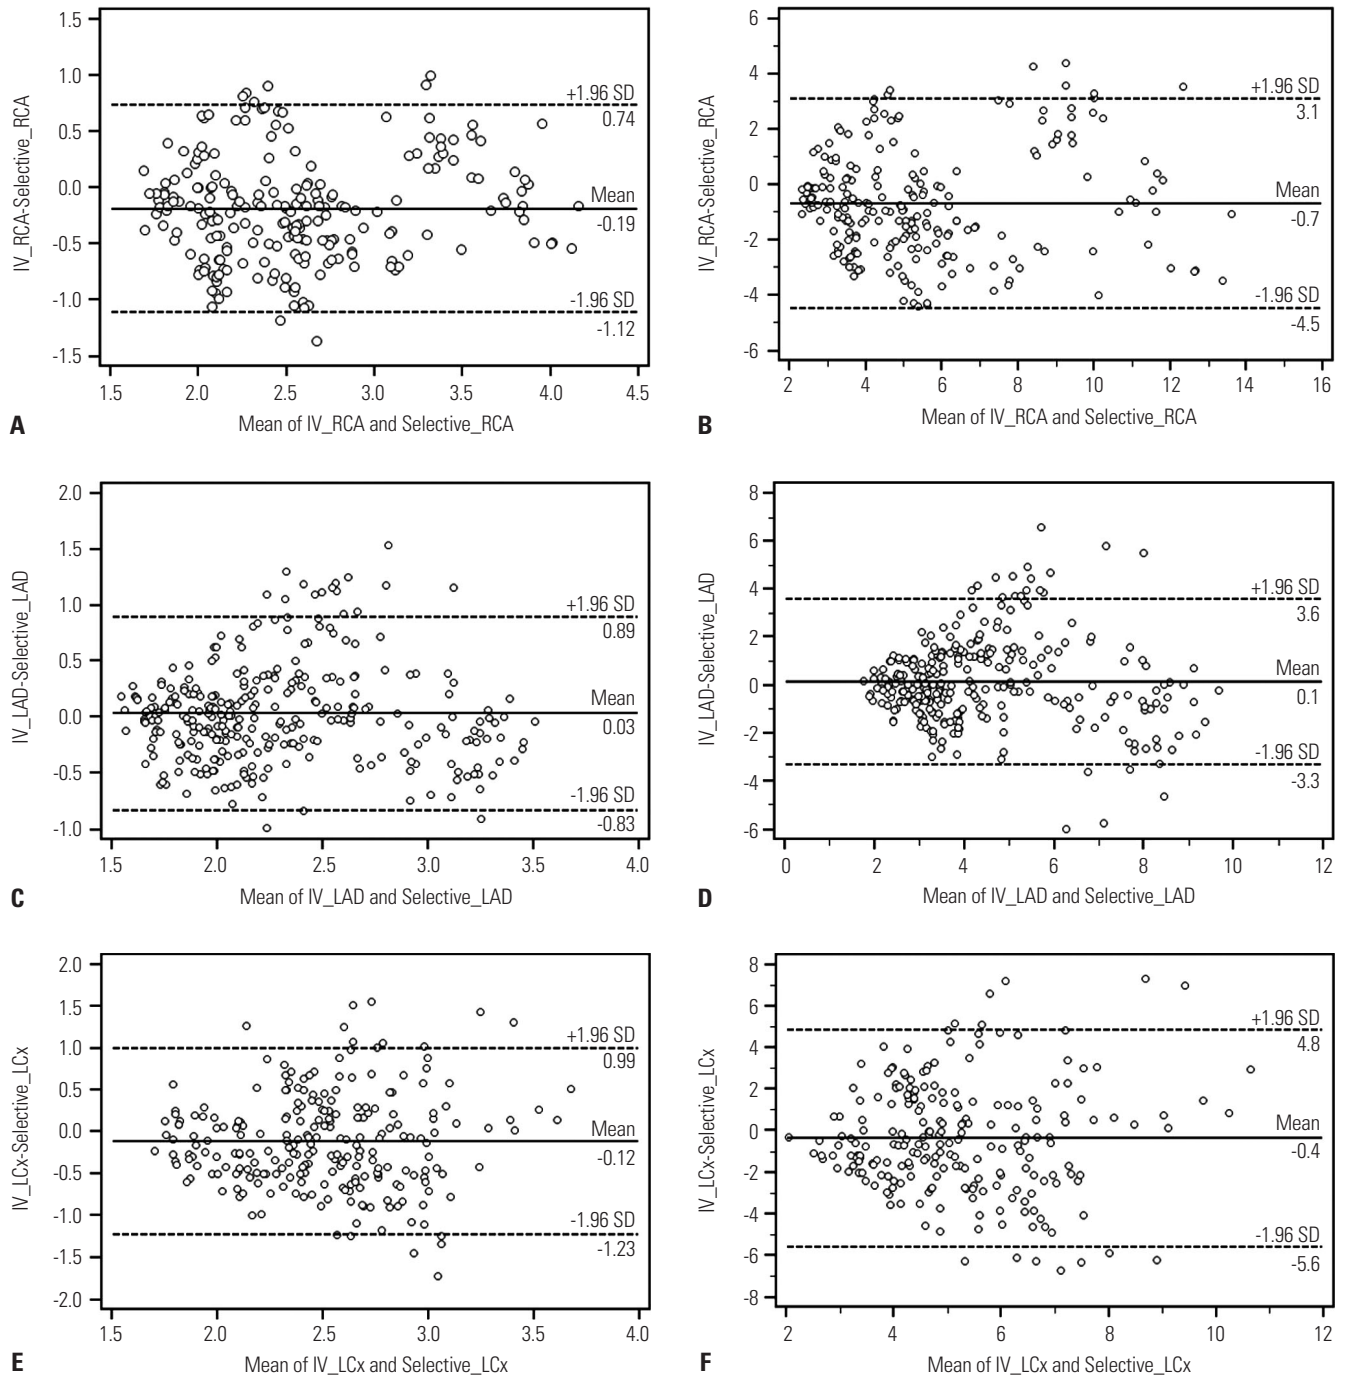 1.5
1.0
0.5
0.0
-0.5
-1.0
-1.5
IV_RCA-Selective_RCA
+1.96 SD
0.74
Mean
-0.19
-1.96 SD
-1.12
1.5 2.0 2.5 3.0 3.5 4.0 4.5
A Mean of IV_RCA and Selective_RCA
6
4
2
0
-2
-4
-6
IV_RCA-Selective_RCA
+1.96 SD
3.1
Mean
-0.7
-1.96 SD
-4.5
2 4 6 8 10 12 14 16
B Mean of IV_RCA and Selective_RCA
2.0
1.5
1.0
0.5
0.0
-0.5
-1.0
IV_LAD-Selective_LAD
+1.96 SD
0.89
Mean
0.03
-1.96 SD
-0.83
1.5 2.0 2.5 3.0 3.5 4.0
C Mean of IV_LAD and Selective_LAD
8
6
4
2
0
-2
-4
-6
IV_LAD-Selective_LAD
+1.96 SD
3.6
Mean
0.1
-1.96 SD
-3.3
0 2 4 6 8 10 12
D Mean of IV_LAD and Selective_LAD
2.0
1.5
1.0
0.5
0.0
-0.5
-1.0
-1.5
-2.0
IV_LCx-Selective_LCx
+1.96 SD
0.99
Mean
-0.12
-1.96 SD
-1.23
1.5 2.0 2.5 3.0 3.5 4.0
E Mean of IV_LCx and Selective_LCx
8
6
4
2
0
-2
-4
-6
-8
IV_LCx-Selective_LCx
+1.96 SD
4.8
Mean
-0.4
-1.96 SD
-5.6
2 4 6 8 10 12
F Mean of IV_LCx and Selective_LCx